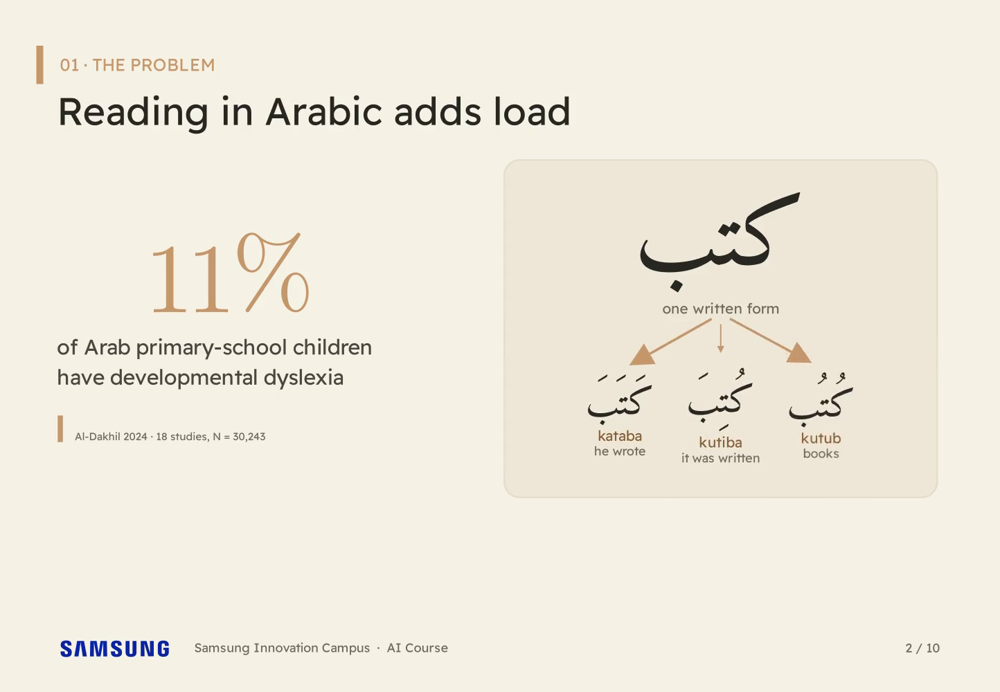 01 · THE PROBLEM
Reading in Arabic adds load
11%
of Arab primary-school children
have developmental dyslexia
Al-Dakhil 2024 · 18 studies, N = 30,243
كتب
one written form
كَتَبَ
kataba
he wrote
كُتِبَ
kutiba
it was written
كُتُب
kutub
books
SAMSUNG
Samsung Innovation Campus · AI Course
2 / 10